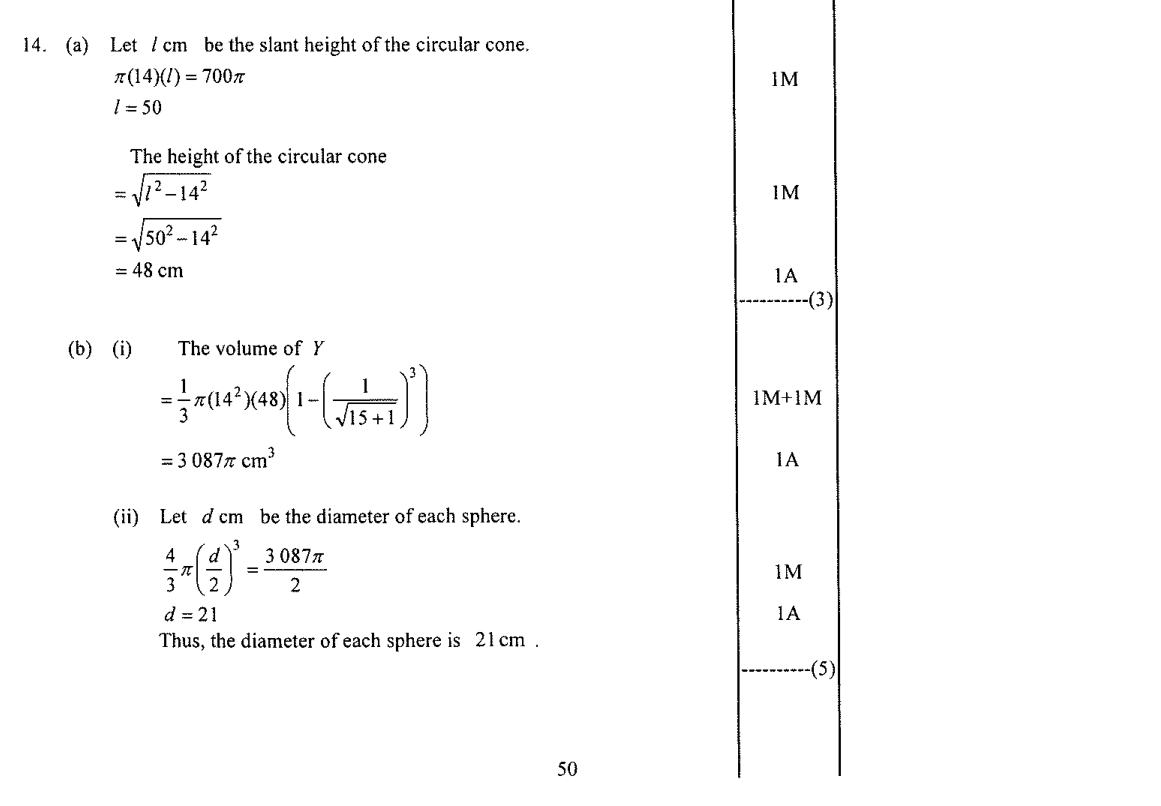 14. (a) Let l cm be the slant height of the circular cone.
π(14)(l) = 700π 1M
l = 50
The height of the circular cone
= √(l² − 14²) 1M
= √(50² − 14²)
= 48 cm 1A
----------(3)
(b) (i) The volume of Y
= 1/3 π(14²)(48)(1 − (1/√(15 + 1))³) 1M+1M
= 3 087π cm³ 1A
(ii) Let d cm be the diameter of each sphere.
4/3 π(d/2)³ = 3 087π/2 1M
d = 21 1A
Thus, the diameter of each sphere is 21 cm .
----------(5)
50